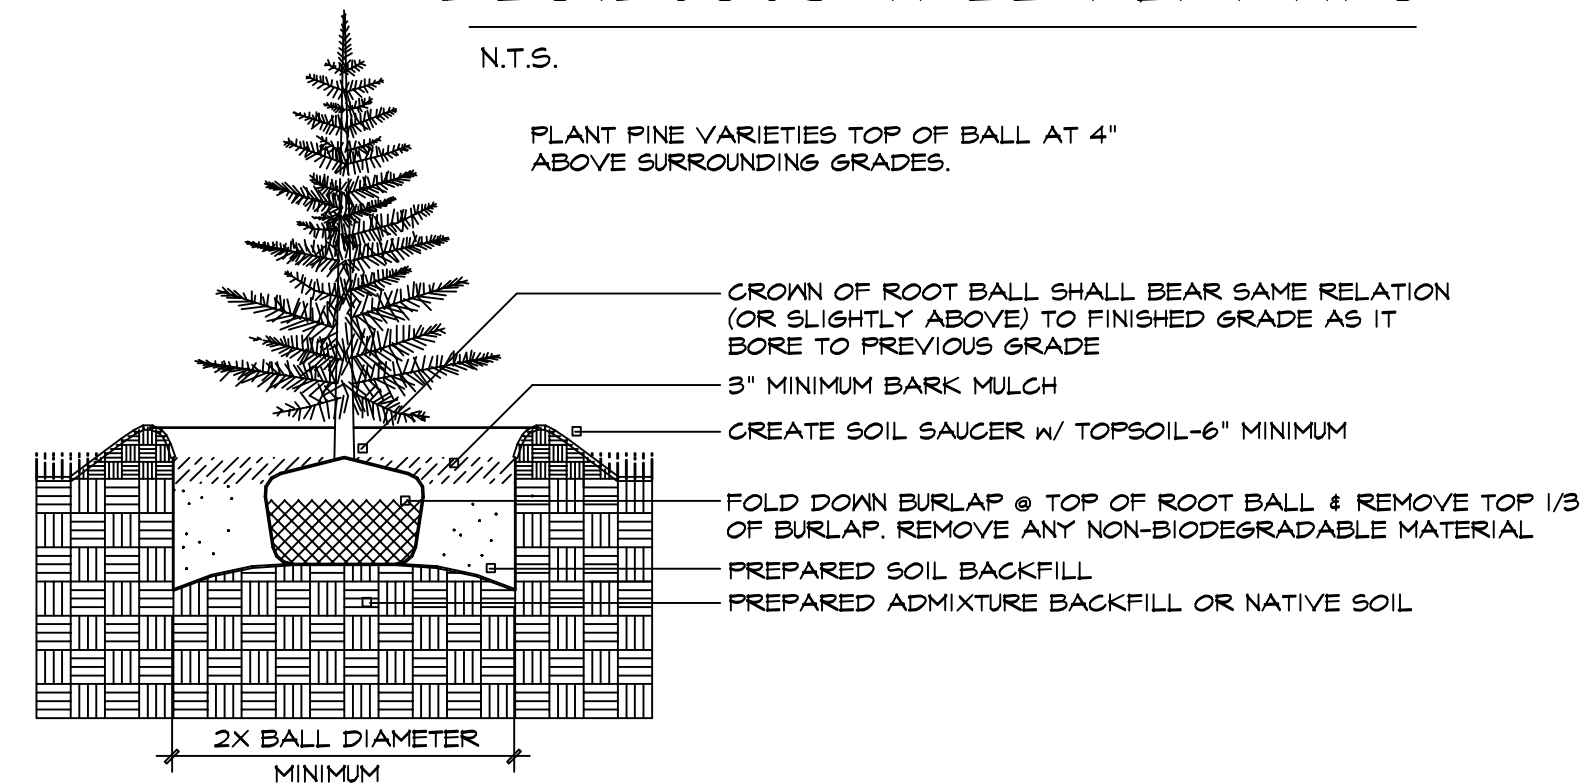 N.T.S.
PLANT PINE VARIETIES TOP OF BALL AT 4"
ABOVE SURROUNDING GRADES.
CROWN OF ROOT BALL SHALL BEAR SAME RELATION
(OR SLIGHTLY ABOVE) TO FINISHED GRADE AS IT
BORE TO PREVIOUS GRADE
3" MINIMUM BARK MULCH
CREATE SOIL SAUCER W/ TOPSOIL-6" MINIMUM
FOLD DOWN BURLAP @ TOP OF ROOT BALL & REMOVE TOP 1/3
OF BURLAP. REMOVE ANY NON-BIODEGRADABLE MATERIAL
PREPARED SOIL BACKFILL
PREPARED ADMIXTURE BACKFILL OR NATIVE SOIL
2X BALL DIAMETER
MINIMUM